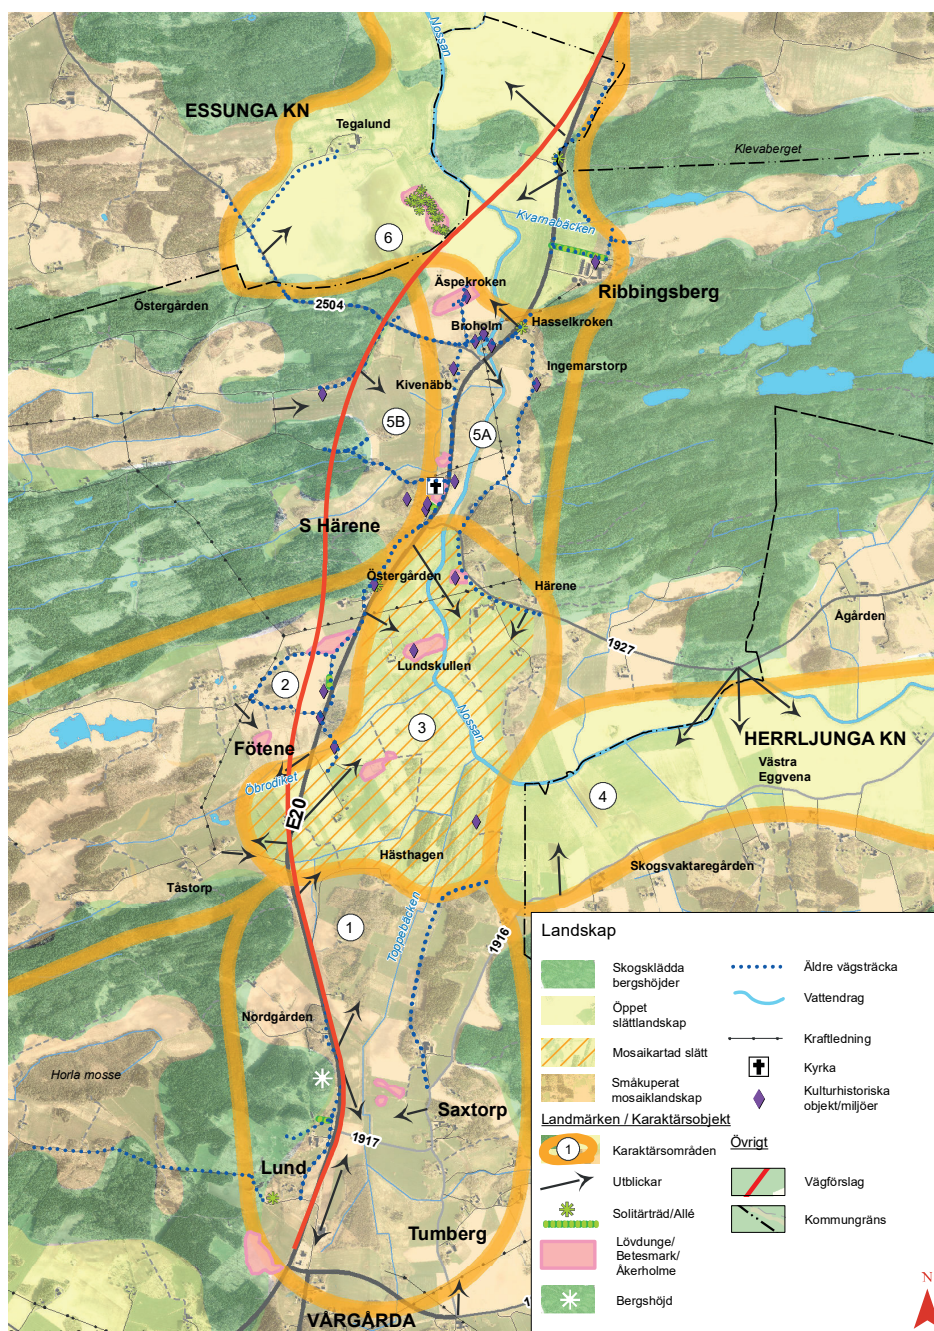 Nossan
ESSUNGA KN
Tegalund
Klevaberget
Kvarnabäcken
6
Äspekroken
Ribbingsberg
Östergården
2504
Broholm
Hasselkroken
Ingemarstorp
Kivenäbb
5B
5A
S Härene
Östergården
Härene
Ågården
1927
Lundskullen
2
Nossan
3
HERRLJUNGA KN
Fötene
Västra
Eggvena
Obrodiket
4
E20
Hästhagen
Skogsvaktaregården
Tåstorp
Toppebäcken
1
1916
Nordgården
Horla mosse
Saxtorp
1917
Lund
Tumberg
VÅRGÅRDA
Landskap
Skogsklädda
bergshöjder
Öppet
slättlandskap
Mosaikartad slätt
Småkuperat
mosaiklandskap
Äldre vägsträcka
Vattendrag
Kraftledning
Kyrka
Kulturhistoriska
objekt/miljöer
Landmärken / Karaktärsobjekt
1
Karaktärsområden
Utblickar
Solitärträd/Allé
Lövdunge/
Betesmark/
Åkerholme
Bergshöjd
Övrigt
Vägförslag
Kommungräns
N